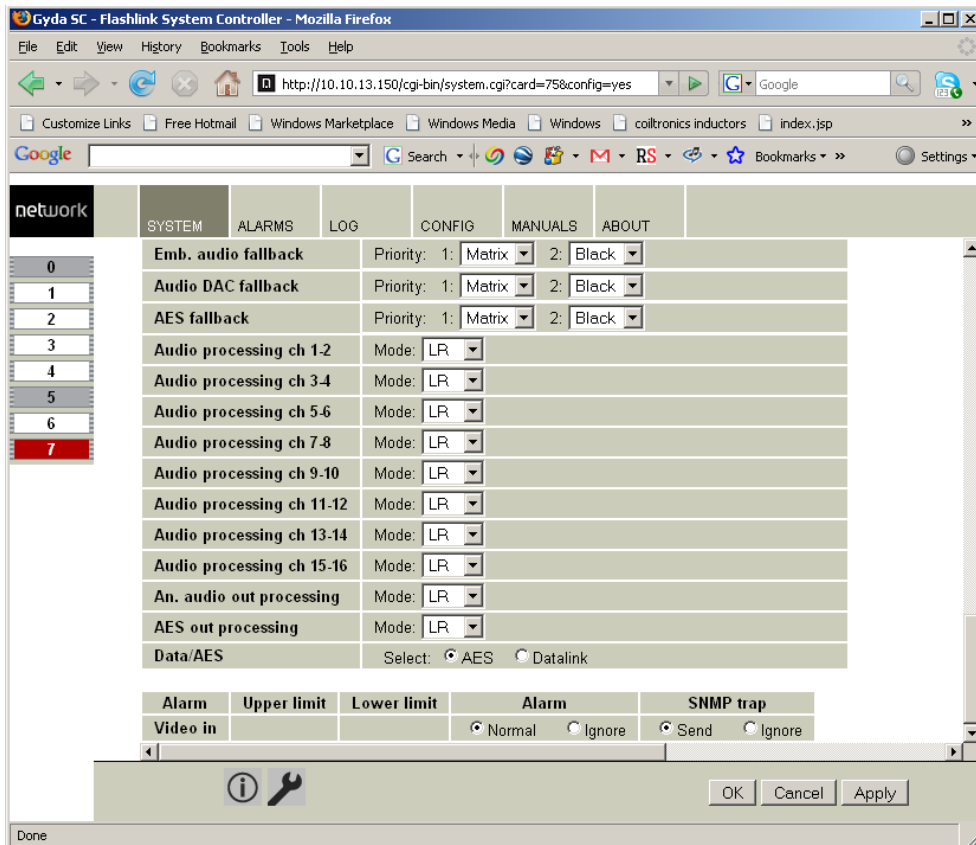 Gyda SC - Flashlink System Controller - Mozilla Firefox
File Edit View History Bookmarks Tools Help
http://10.10.13.150/cgi-bin/system.cgi?card=75&config=yes G Google
Customize Links Free Hotmail Windows Marketplace Windows Media Windows coiltronics inductors index.jsp »
Google G Search RS Bookmarks » Settings
network SYSTEM ALARMS LOG CONFIG MANUALS ABOUT
0
1
2
3
4
5
6
7
Emb. audio fallback Priority: 1: Matrix 2: Black
Audio DAC fallback Priority: 1: Matrix 2: Black
AES fallback Priority: 1: Matrix 2: Black
Audio processing ch 1-2 Mode: LR
Audio processing ch 3-4 Mode: LR
Audio processing ch 5-6 Mode: LR
Audio processing ch 7-8 Mode: LR
Audio processing ch 9-10 Mode: LR
Audio processing ch 11-12 Mode: LR
Audio processing ch 13-14 Mode: LR
Audio processing ch 15-16 Mode: LR
An. audio out processing Mode: LR
AES out processing Mode: LR
Data/AES Select: AES Datalink
Alarm Upper limit Lower limit Alarm SNMP trap
Video in Normal Ignore Send Ignore
OK Cancel Apply
Done